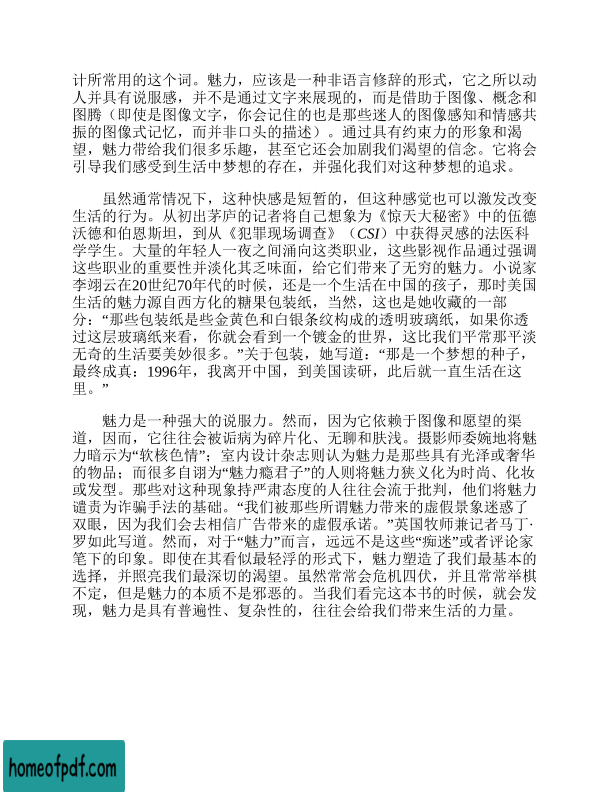 计所常用的这个词。魅力，应该是一种非语言修辞的形式，它之所以动
人并具有说服感，并不是通过文字来展现的，而是借助于图像、概念和
图腾（即使是图像文字，你会记住的也是那些迷人的图像感知和情感共
振的图像式记忆，而并非口头的描述）。通过具有约束力的形象和渴
望，魅力带给我们很多乐趣，甚至它还会加剧我们渴望的信念。它将会
引导我们感受到生活中梦想的存在，并强化我们对这种梦想的追求。
虽然通常情况下，这种快感是短暂的，但这种感觉也可以激发改变
生活的行为。从初出茅庐的记者将自己想象为《惊天大秘密》中的伍德
沃德和伯恩斯坦，到从《犯罪现场调查》（CSI）中获得灵感的法医科
学学生。大量的年轻人一夜之间涌向这类职业，这些影视作品通过强调
这些职业的重要性并淡化其乏味面，给它们带来了无穷的魅力。小说家
李翊云在20世纪70年代的时候，还是一个生活在中国的孩子，那时美国
生活的魅力源自西方化的糖果包装纸，当然，这也是她收藏的一部
分：“那些包装纸是些金黄色和白银条纹构成的透明玻璃纸，如果你透
过这层玻璃纸来看，你就会看到一个镀金的世界，这比我们平常那平淡
无奇的生活要美妙很多。”关于包装，她写道：“那是一个梦想的种子，
最终成真：1996年，我离开中国，到美国读研，此后就一直生活在这
里。”
魅力是一种强大的说服力。然而，因为它依赖于图像和愿望的渠
道，因而，它往往会被诟病为碎片化、无聊和肤浅。摄影师委婉地将魅
力暗示为“软核色情”；室内设计杂志则认为魅力是那些具有光泽或奢华
的物品；而很多自诩为“魅力瘾君子”的人则将魅力狭义化为时尚、化妆
或发型。那些对这种现象持严肃态度的人往往会流于批判，他们将魅力
谴责为诈骗手法的基础。“我们被那些所谓魅力带来的虚假景象迷惑了
双眼，因为我们会去相信广告带来的虚假承诺。”英国牧师兼记者马丁·
罗如此写道。然而，对于“魅力”而言，远远不是这些“痴迷”或者评论家
笔下的印象。即使在其看似最轻浮的形式下，魅力塑造了我们最基本的
选择，并照亮我们最深切的渴望。虽然常常会危机四伏，并且常常举棋
不定，但是魅力的本质不是邪恶的。当我们看完这本书的时候，就会发
现，魅力是具有普遍性、复杂性的，往往会给我们带来生活的力量。
homeofpdf.com